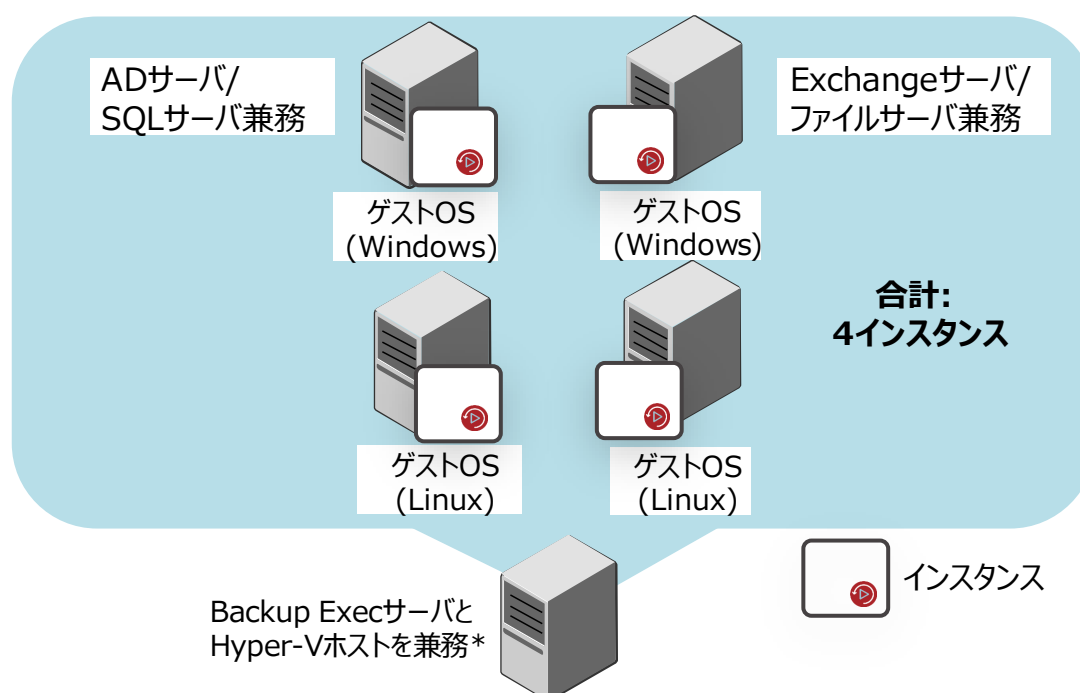 ADサーバ/
SQLサーバ兼務
Exchangeサーバ/
ファイルサーバ兼務
ゲストOS
(Windows)
ゲストOS
(Windows)
合計:
4インスタンス
ゲストOS
(Linux)
ゲストOS
(Linux)
インスタンス
Backup Execサーバと
Hyper-Vホストを兼務*